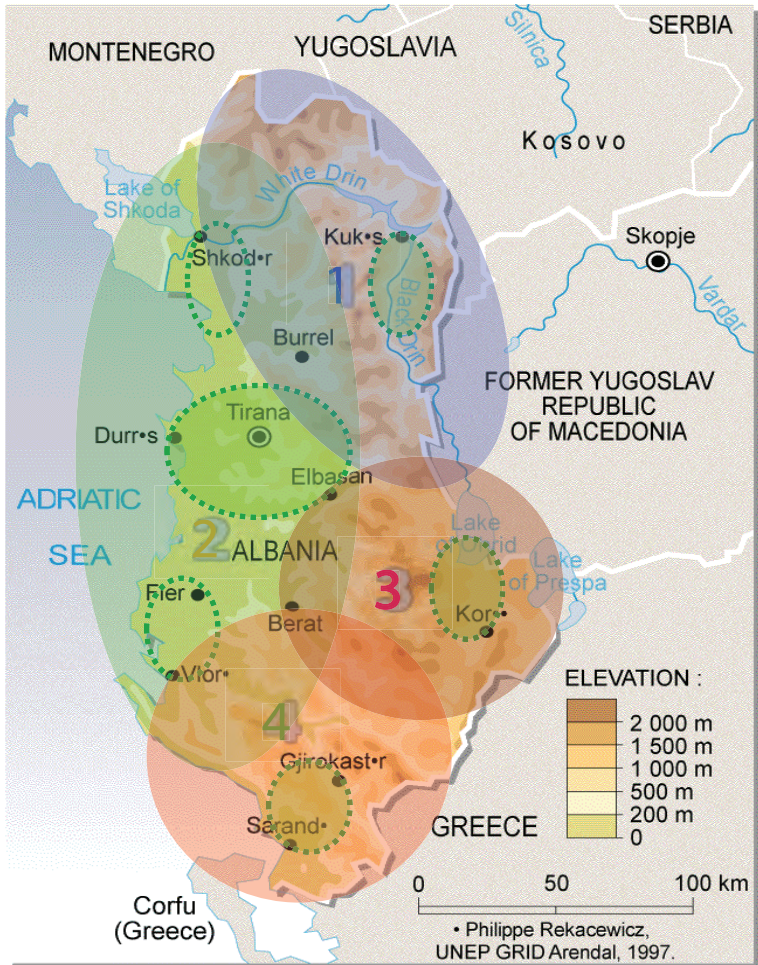 MONTENEGRO
YUGOSLAVIA
SERBIA
Silnica
Kosovo
White Drin
Lake of
Shkoda
Shkod•r
Kuk•s
Skopje
1
Black Drin
Vardar
Burrel
FORMER YUGOSLAV
REPUBLIC
OF MACEDONIA
Tirana
Durr•s
Elbasan
ADRIATIC
SEA
2
ALBANIA
Lake
of Ohrid
Lake
of Prespa
3
Fier
Berat
Kor••
Vlor•
ELEVATION :
2 000 m
1 500 m
1 000 m
500 m
200 m
0
4
Gjirokast•r
Sarand•
GREECE
0 50 100 km
Corfu
(Greece)
• Philippe Rekacewicz,
UNEP GRID Arendal, 1997.